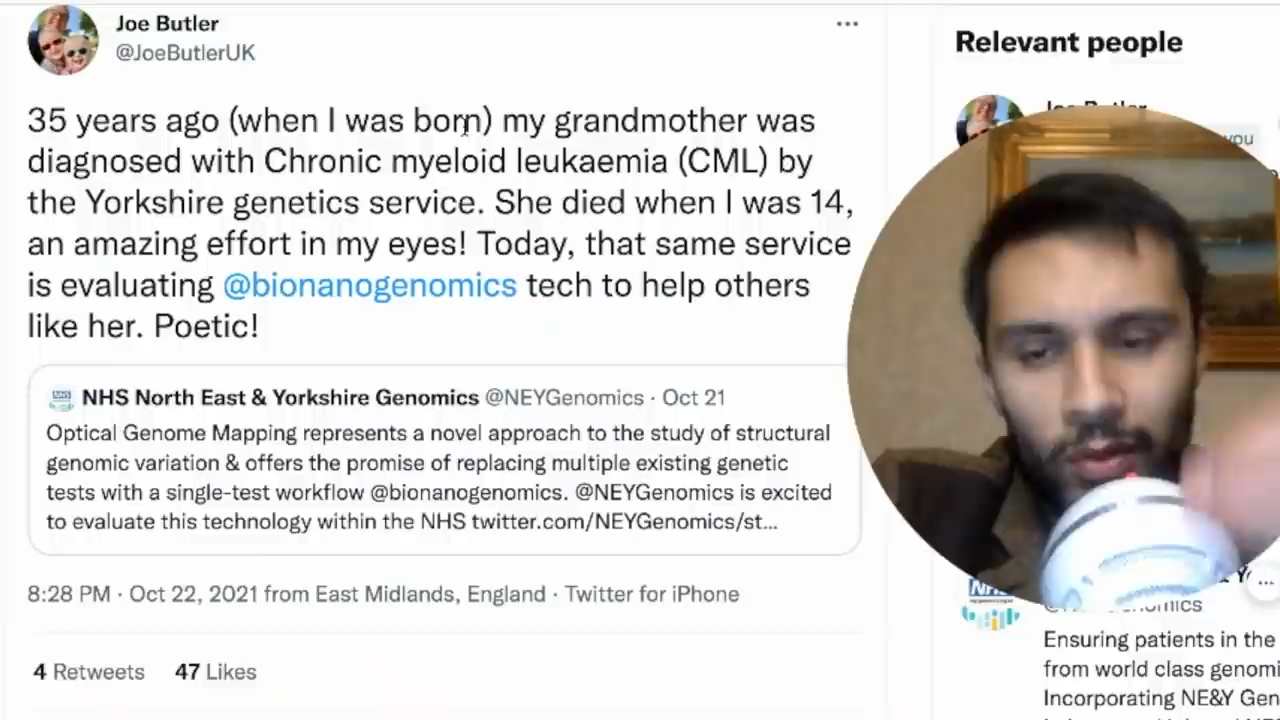 Joe Butler
@JoeButlerUK
35 years ago (when I was born) my grandmother was
diagnosed with Chronic myeloid leukaemia (CML) by
the Yorkshire genetics service. She died when I was 14,
an amazing effort in my eyes! Today, that same service
is evaluating @bionanogenomics tech to help others
like her. Poetic!
NHS North East & Yorkshire Genomics @NEYGenomics · Oct 21
Optical Genome Mapping represents a novel approach to the study of structural
genomic variation & offers the promise of replacing multiple existing genetic
tests with a single-test workflow @bionanogenomics. @NEYGenomics is excited
to evaluate this technology within the NHS twitter.com/NEYGenomics/st...
8:28 PM · Oct 22, 2021 from East Midlands, England · Twitter for iPhone
4 Retweets 47 Likes
Relevant people
Joe Butler
you
NHS
Ensuring patients in the
from world class genomi
Incorporating NE&Y Gen